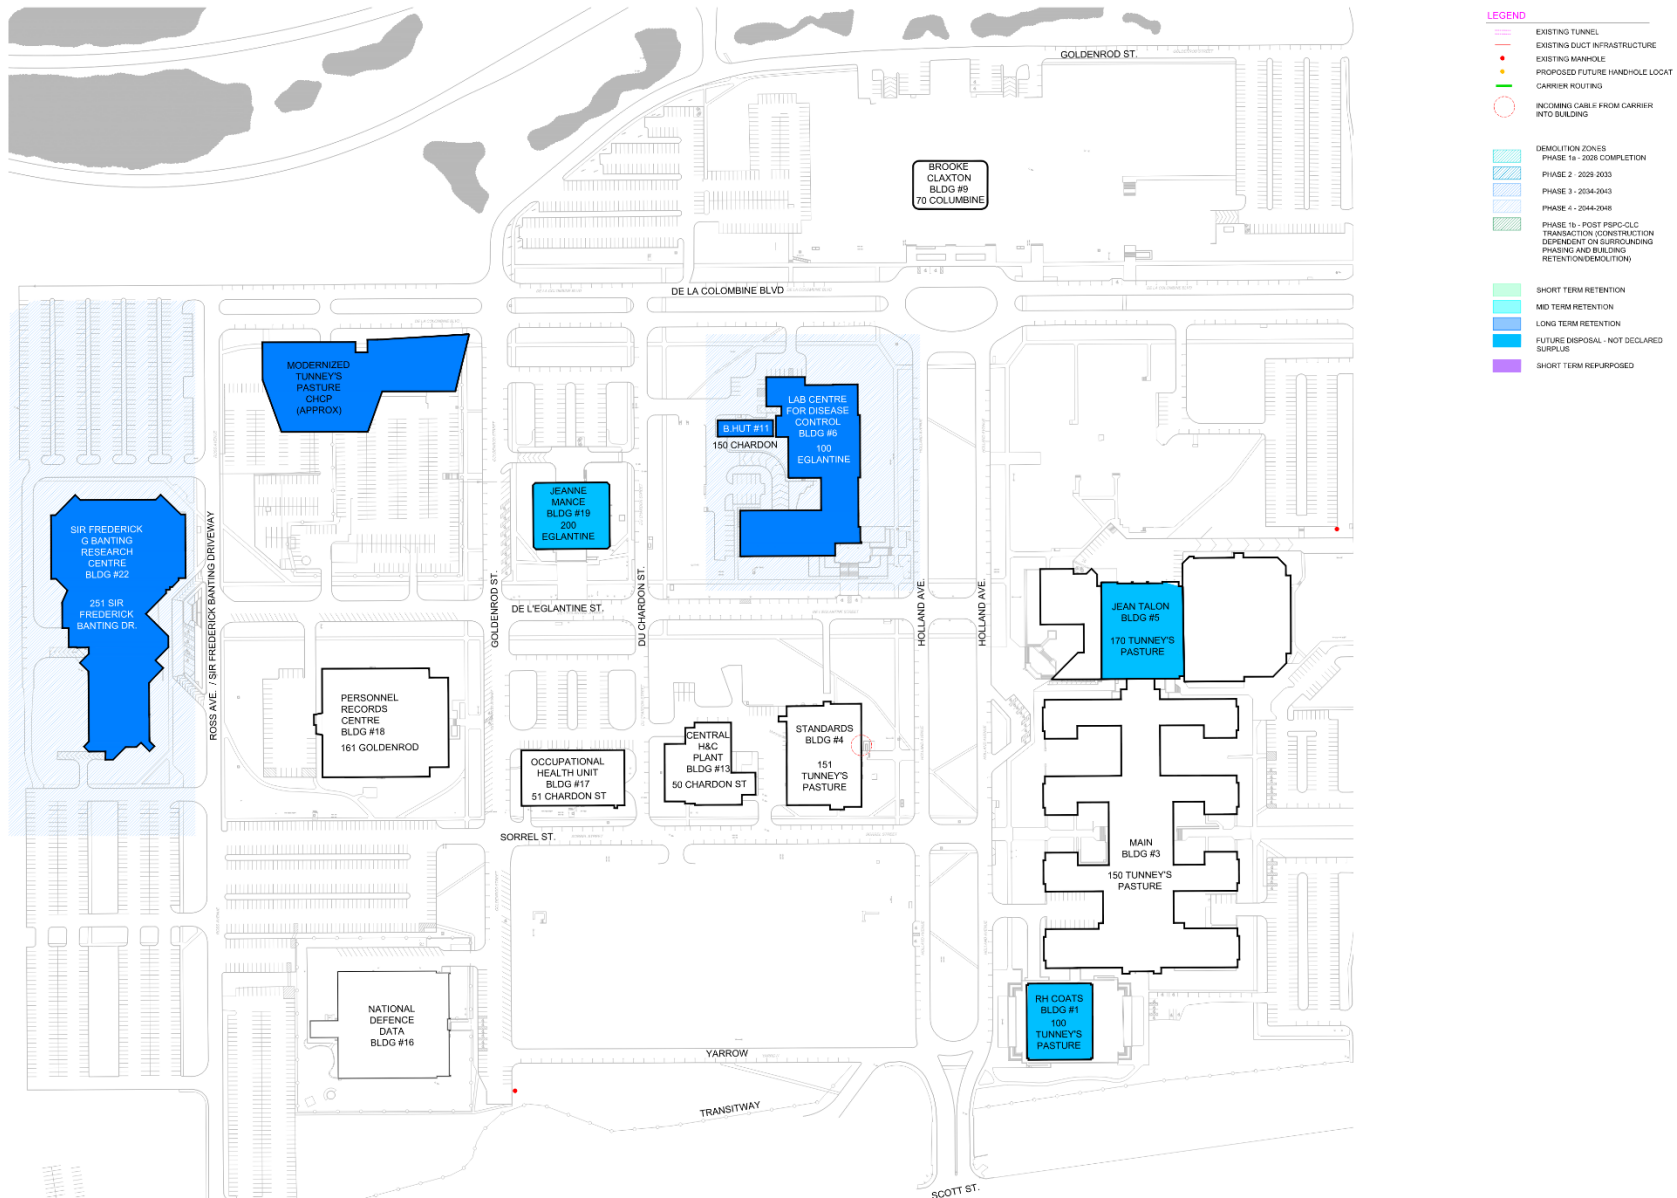 GOLDENROD ST.
BROOKE
CLAXTON
BLDG #9
70 COLUMBINE
DE LA COLOMBINE BLVD
MODERNIZED
TUNNEY'S
PASTURE
CHCP
(APPROX)
LAB CENTRE
FOR DISEASE
CONTROL
BLDG #6
100
EGLANTINE
B.HUT #11
150 CHARDON
JEANNE
MANCE
BLDG #19
200
EGLANTINE
SIR FREDERICK
G BANTING
RESEARCH
CENTRE
BLDG #22
251 SIR
FREDERICK
BANTING DR.
ROSS AVE. / SIR FREDERICK BANTING DRIVEWAY
GOLDENROD ST.
DE L'EGLANTINE ST.
DU CHARDON ST.
HOLLAND AVE.
HOLLAND AVE.
JEAN TALON
BLDG #5
170 TUNNEY'S
PASTURE
PERSONNEL
RECORDS
CENTRE
BLDG #18
161 GOLDENROD
OCCUPATIONAL
HEALTH UNIT
BLDG #17
51 CHARDON ST
CENTRAL
H&C
PLANT
BLDG #13
50 CHARDON ST
STANDARDS
BLDG #4
151
TUNNEY'S
PASTURE
SORREL ST.
MAIN
BLDG #3
150 TUNNEY'S
PASTURE
NATIONAL
DEFENCE
DATA
BLDG #16
RH COATS
BLDG #1
100
TUNNEY'S
PASTURE
YARROW
TRANSITWAY
SCOTT ST.
LEGEND
EXISTING TUNNEL
EXISTING DUCT INFRASTRUCTURE
EXISTING MANHOLE
PROPOSED FUTURE HANDHOLE LOCAT
CARRIER ROUTING
INCOMING CABLE FROM CARRIER
INTO BUILDING
DEMOLITION ZONES
PHASE 1a - 2028 COMPLETION
PHASE 2 - 2029-2033
PHASE 3 - 2034-2043
PHASE 4 - 2044-2048
PHASE 1b - POST PSPC-CLC
TRANSACTION (CONSTRUCTION
DEPENDENT ON SURROUNDING
PHASING AND BUILDING
RETENTION/DEMOLITION)
SHORT TERM RETENTION
MID TERM RETENTION
LONG TERM RETENTION
FUTURE DISPOSAL - NOT DECLARED
SURPLUS
SHORT TERM REPURPOSED